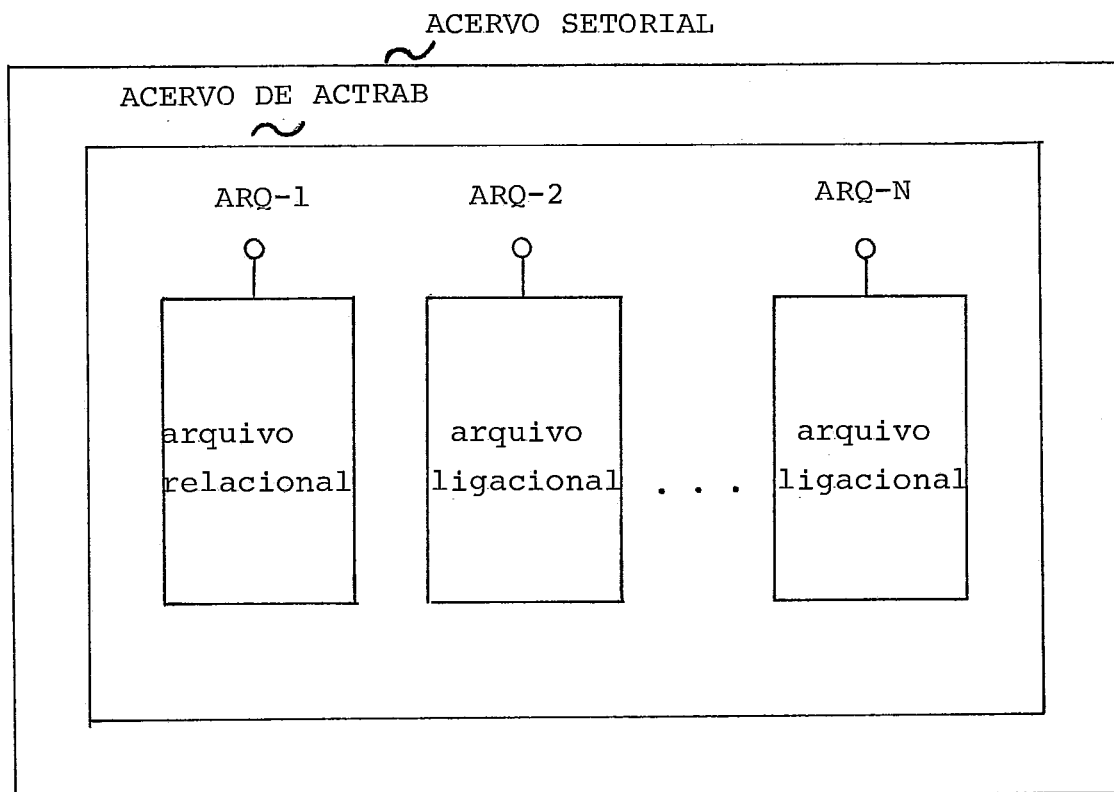 ACERVO SETORIAL
ACERVO DE ACTRAB
ARQ-1
ARQ-2
ARQ-N
arquivo
relacional
arquivo
ligacional
. . .
arquivo
ligacional